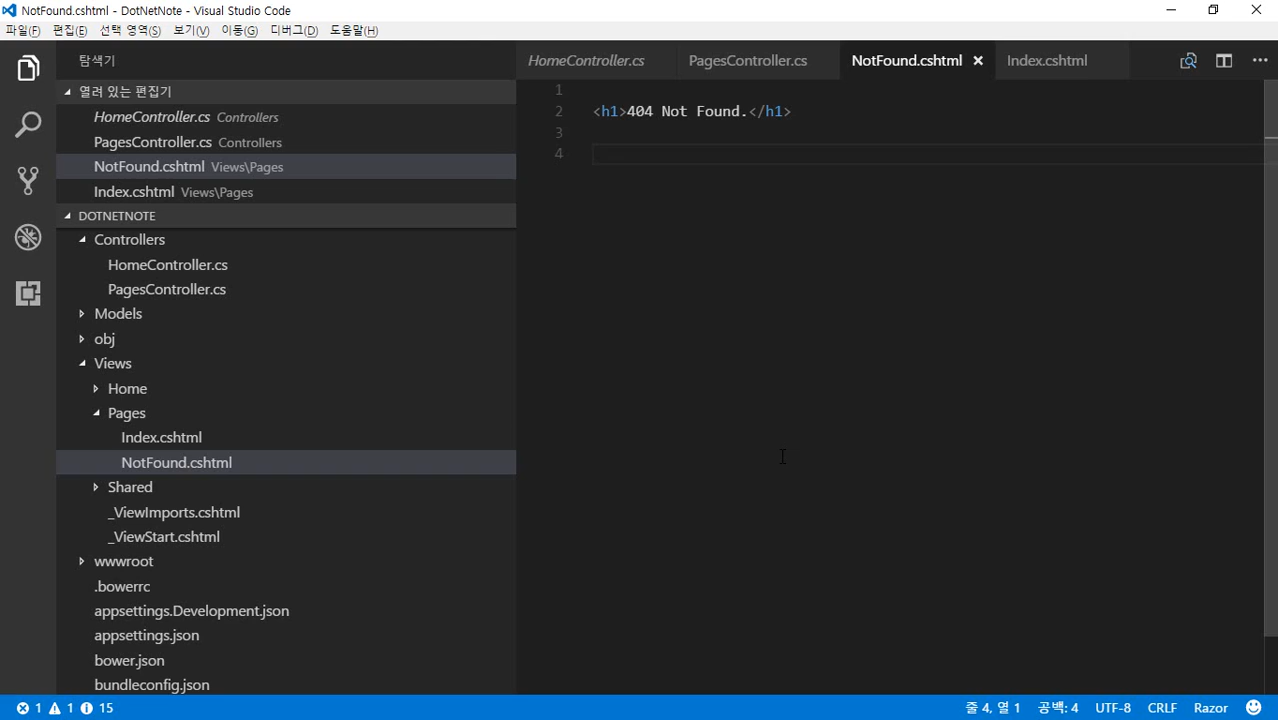 NotFound.cshtml - DotNetNote - Visual Studio Code
파일(F) 편집(E) 선택 영역(S) 보기(V) 이동(G) 디버그(D) 도움말(H)
탐색기
HomeController.cs PagesController.cs NotFound.cshtml Index.cshtml
열려 있는 편집기
HomeController.cs Controllers
PagesController.cs Controllers
NotFound.cshtml Views\Pages
Index.cshtml Views\Pages
DOTNETNOTE
Controllers
HomeController.cs
PagesController.cs
Models
obj
Views
Home
Pages
Index.cshtml
NotFound.cshtml
Shared
_ViewImports.cshtml
_ViewStart.cshtml
wwwroot
.bowerrc
appsettings.Development.json
appsettings.json
bower.json
bundleconfig.json
1
2 <h1>404 Not Found.</h1>
3
4
1 1 15
줄 4, 열 1 공백: 4 UTF-8 CRLF Razor